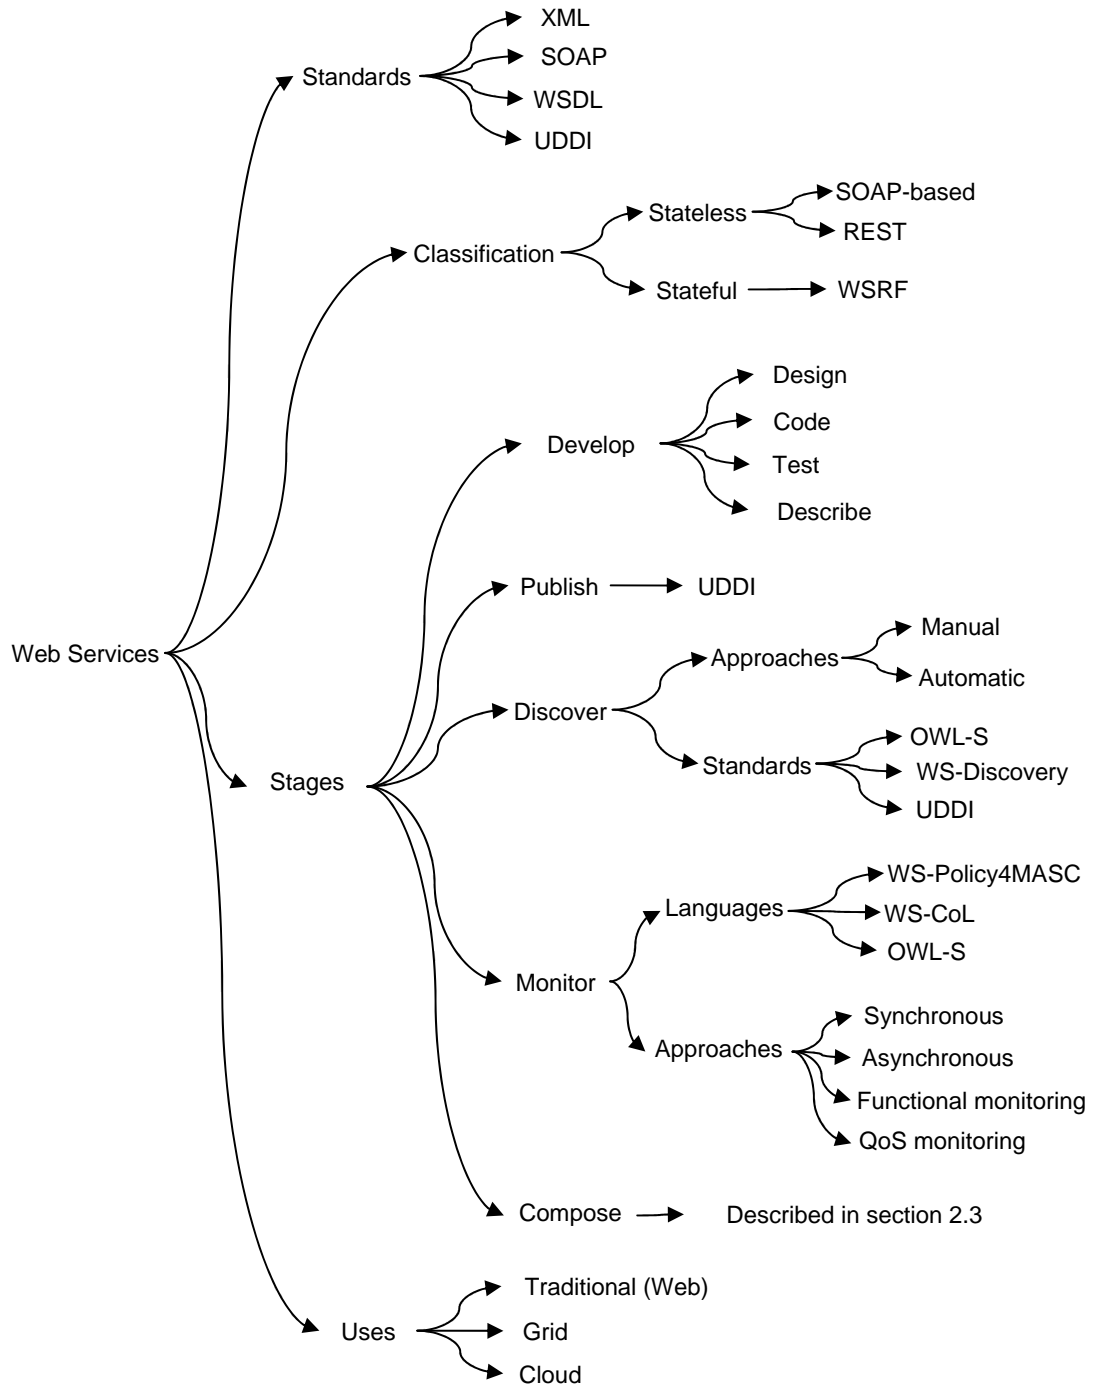 XML
SOAP
Standards
WSDL
UDDI
SOAP-based
Stateless
REST
Classification
Stateful
WSRF
Design
Code
Develop
Test
Describe
Publish
UDDI
Manual
Web Services
Approaches
Automatic
Discover
OWL-S
Standards
WS-Discovery
Stages
UDDI
WS-Policy4MASC
Languages
WS-CoL
OWL-S
Monitor
Synchronous
Approaches
Asynchronous
Functional monitoring
QoS monitoring
Compose
Described in section 2.3
Traditional (Web)
Uses
Grid
Cloud